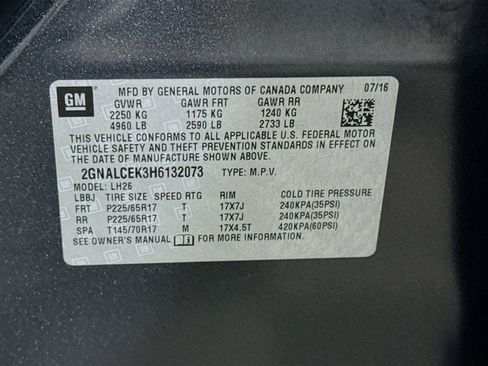 GM
MFD BY GENERAL MOTORS OF CANADA COMPANY 07/16
GVWR GAWR FRT GAWR RR
2250 KG 1175 KG 1240 KG
4960 LB 2590 LB 2733 LB
THIS VEHICLE CONFORMS TO ALL APPLICABLE U.S. FEDERAL MOTOR
VEHICLE SAFETY AND THEFT PREVENTION STANDARDS IN EFFECT ON
THE DATE OF MANUFACTURE SHOWN ABOVE.
2GNALCEK3H6132073 TYPE: M.P.V.
MODEL: LH26
LBBJ TIRE SIZE SPEED RTG RIM COLD TIRE PRESSURE
FRT P225/65R17 T 17X7J 240KPA(35PSI)
RR P225/65R17 T 17X7J 240KPA(35PSI)
SPA T145/70R17 M 17X4.5T 420KPA(60PSI)
SEE OWNER'S MANUAL FOR MORE INFORMATION.